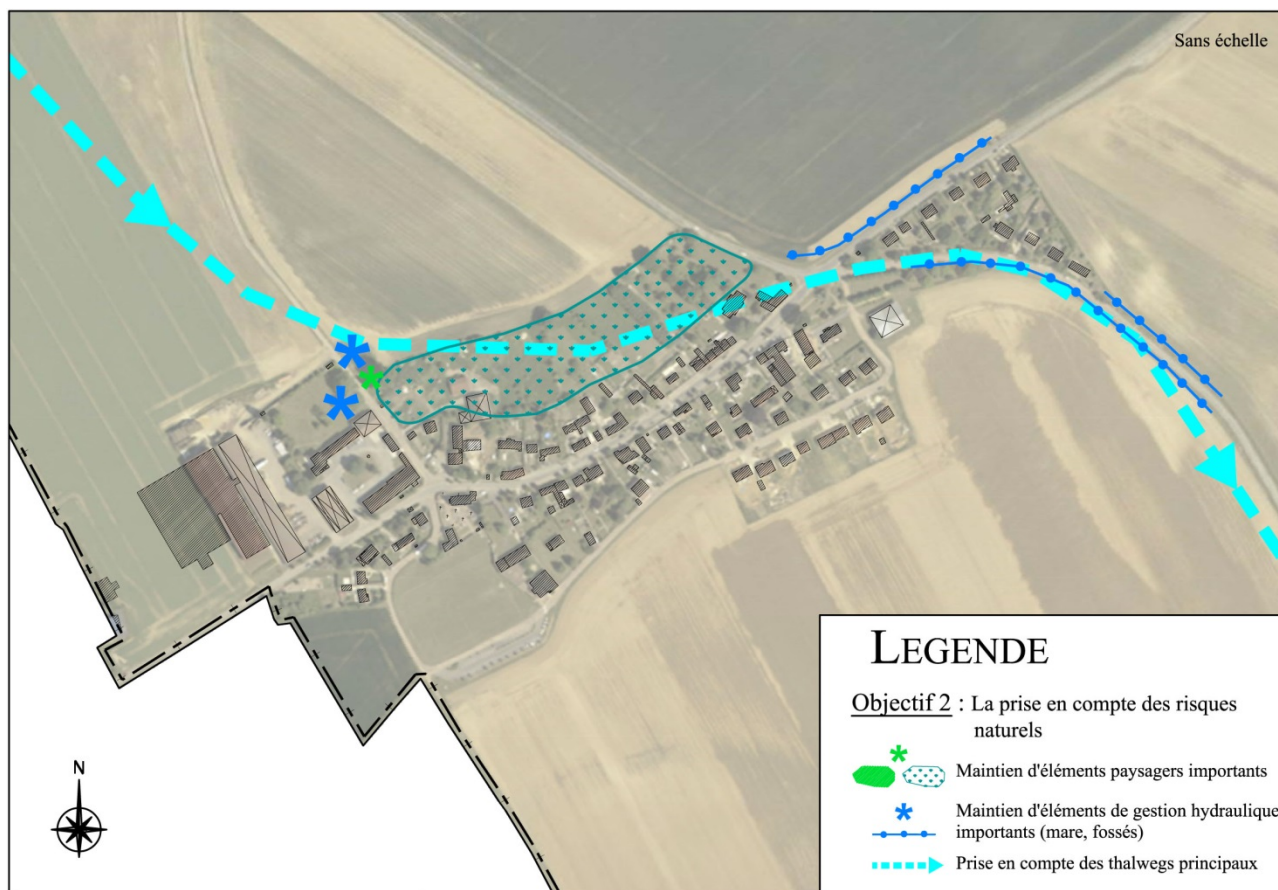 Sans échelle
LEGENDE
Objectif 2 : La prise en compte des risques
naturels
Maintien d'éléments paysagers importants
Maintien d'éléments de gestion hydraulique
importants (mare, fossés)
Prise en compte des thalwegs principaux
N